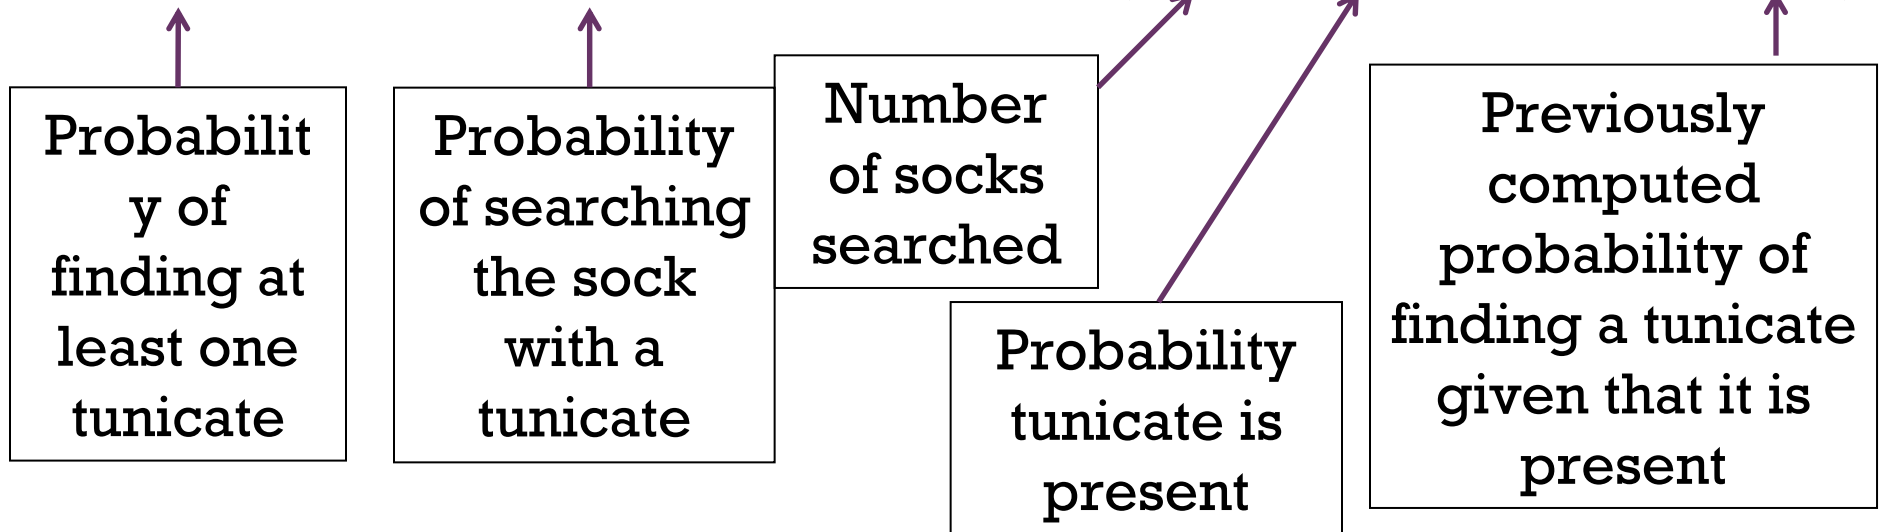 Probabilit
y of
finding at
least one
tunicate
Probability
of searching
the sock
with a
tunicate
Number
of socks
searched
Probability
tunicate is
present
Previously
computed
probability of
finding a tunicate
given that it is
present